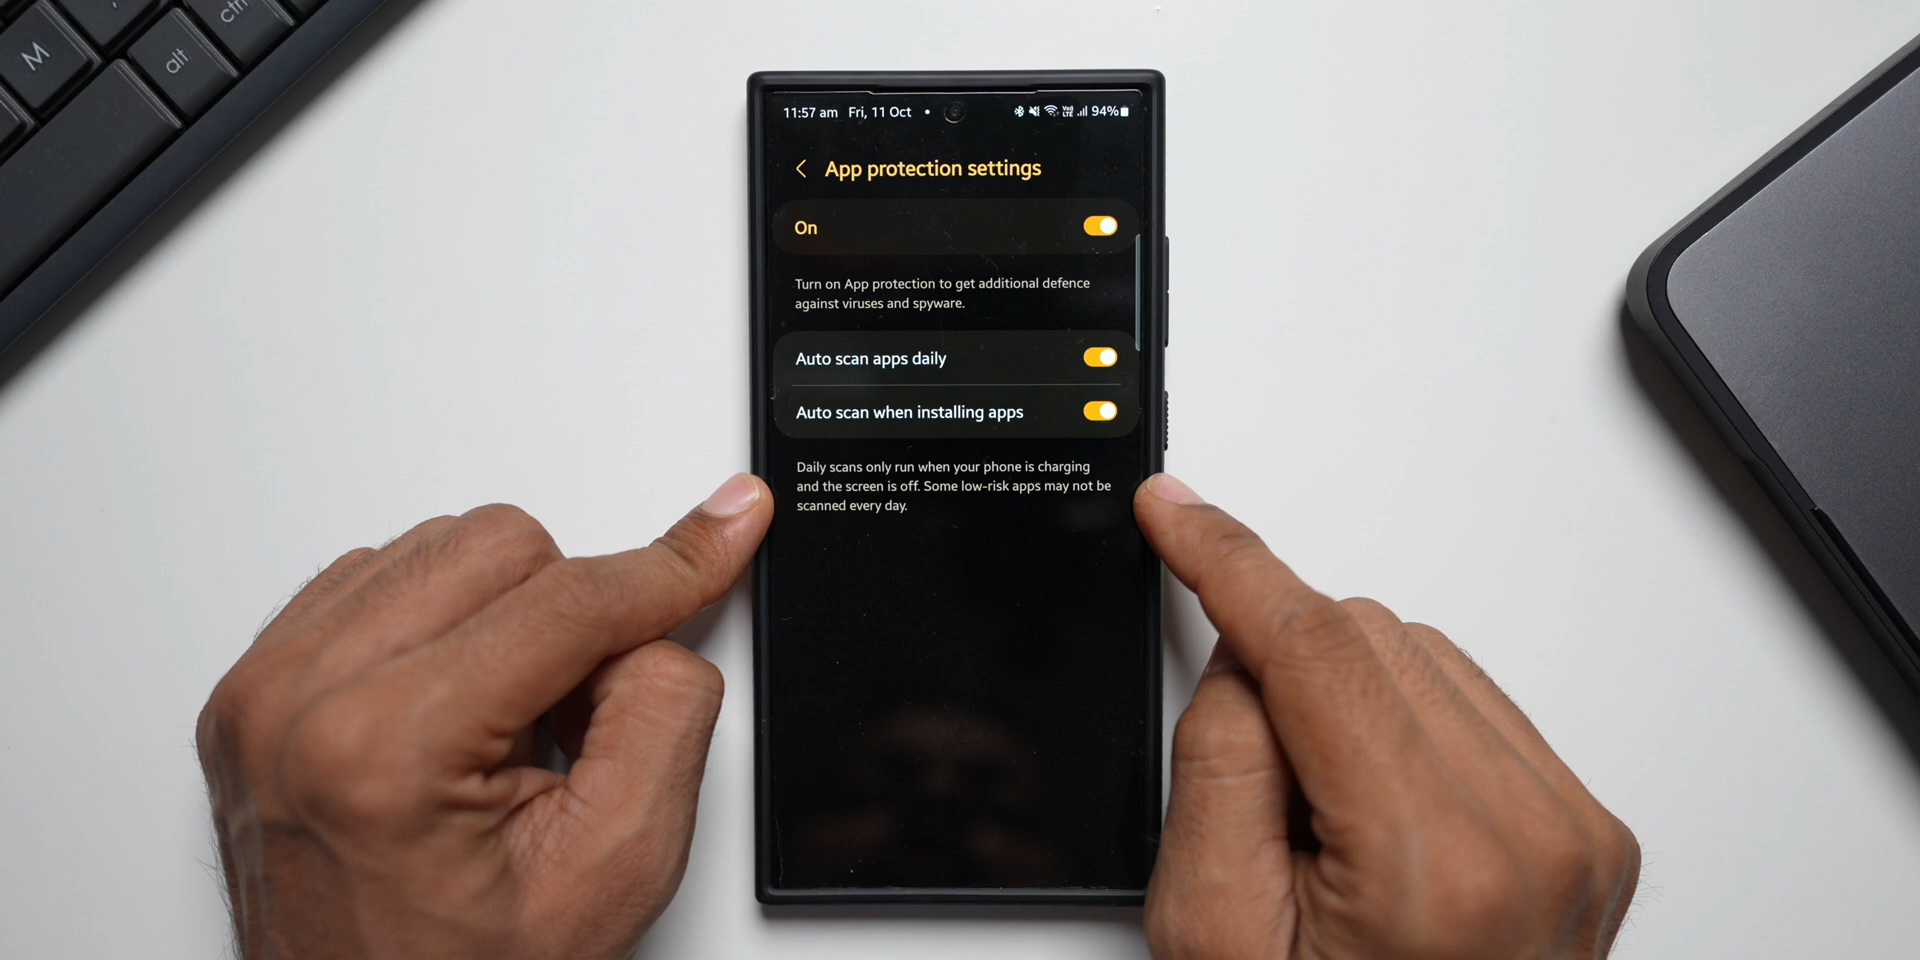 M
alt
ctrl
11:57 am Fri, 11 Oct 94%
App protection settings
On
Turn on App protection to get additional defence
against viruses and spyware.
Auto scan apps daily
Auto scan when installing apps
Daily scans only run when your phone is charging
and the screen is off. Some low-risk apps may not be
scanned every day.